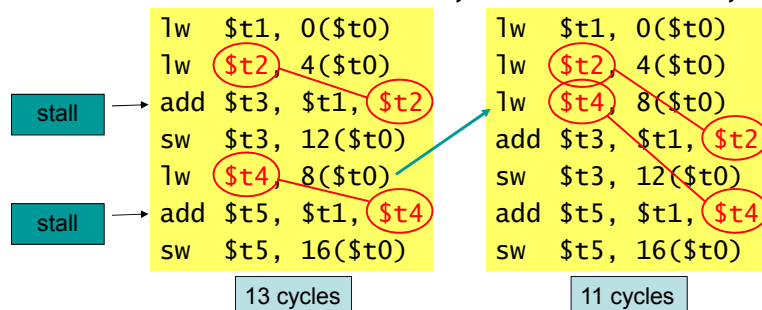 lw $t1, 0($t0)
lw $t2, 4($t0)
stall
add $t3, $t1, $t2
sw $t3, 12($t0)
lw $t4, 8($t0)
stall
add $t5, $t1, $t4
sw $t5, 16($t0)
13 cycles
lw $t1, 0($t0)
lw $t2, 4($t0)
lw $t4, 8($t0)
add $t3, $t1, $t2
sw $t3, 12($t0)
add $t5, $t1, $t4
sw $t5, 16($t0)
11 cycles